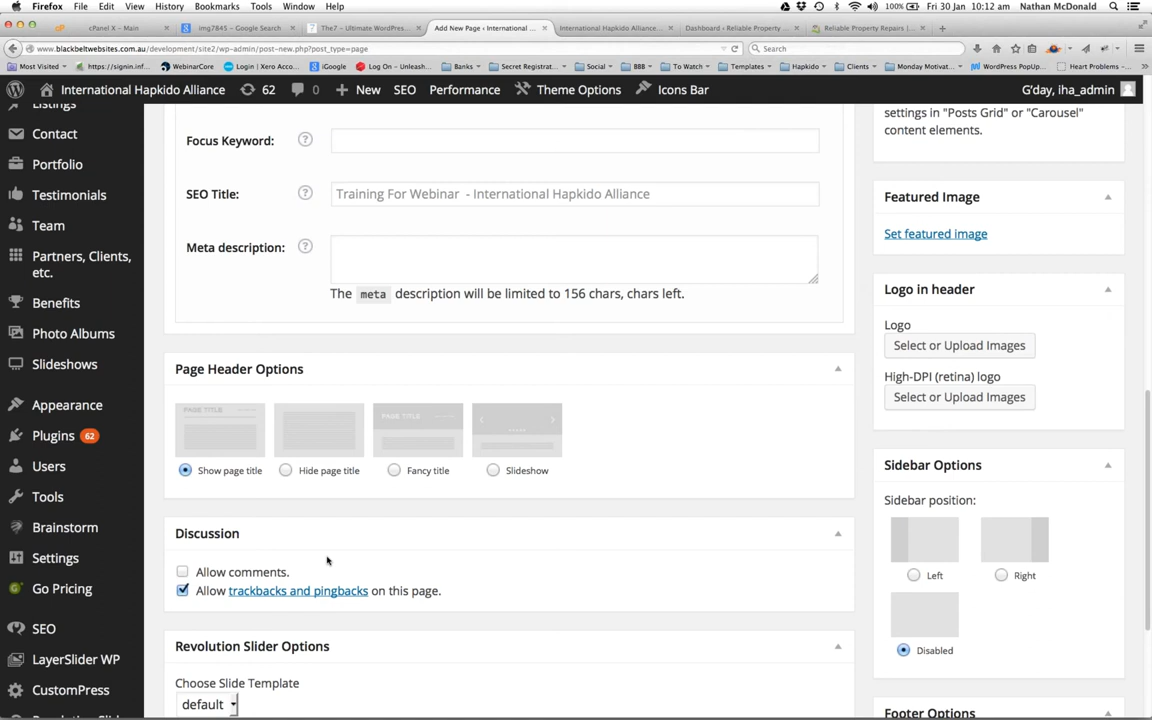 Firefox File Edit View History Bookmarks Tools Window Help 100% Fri 30 Jan 10:12 am Nathan McDonald
cPanel X – Main img7845 – Google Search The7 – Ultimate WordPres... Add New Page ‹ International ... International Hapkido Alliance... Dashboard ‹ Reliable Property... Reliable Property Repairs |...
www.blackbeltwebsites.com.au/development/site2/wp-admin/post-new.php?post_type=page Search
Most Visited https://signin.inf... WebinarCore Login | Xero Acco... iGoogle Log On – Unleash... Banks Secret Registrat... Social BBB To Watch Templates Hapkido Clients Monday Motivat... WordPress PopUp... Heart Problems –...
International Hapkido Alliance 62 0 New SEO Performance Theme Options Icons Bar G'day, iha_admin
Listings
Contact
Portfolio
Testimonials
Team
Partners, Clients,
etc.
Benefits
Photo Albums
Slideshows
Appearance
Plugins 62
Users
Tools
Brainstorm
Settings
Go Pricing
SEO
LayerSlider WP
CustomPress
Focus Keyword: ?
SEO Title: ? Training For Webinar - International Hapkido Alliance
Meta description: ?
The meta description will be limited to 156 chars, chars left.
Page Header Options
PAGE TITLE PAGE TITLE
Show page title Hide page title Fancy title Slideshow
Discussion
Allow comments.
Allow trackbacks and pingbacks on this page.
Revolution Slider Options
Choose Slide Template
default
settings in "Posts Grid" or "Carousel"
content elements.
Featured Image
Set featured image
Logo in header
Logo
Select or Upload Images
High-DPI (retina) logo
Select or Upload Images
Sidebar Options
Sidebar position:
Left Right
Disabled
Footer Options